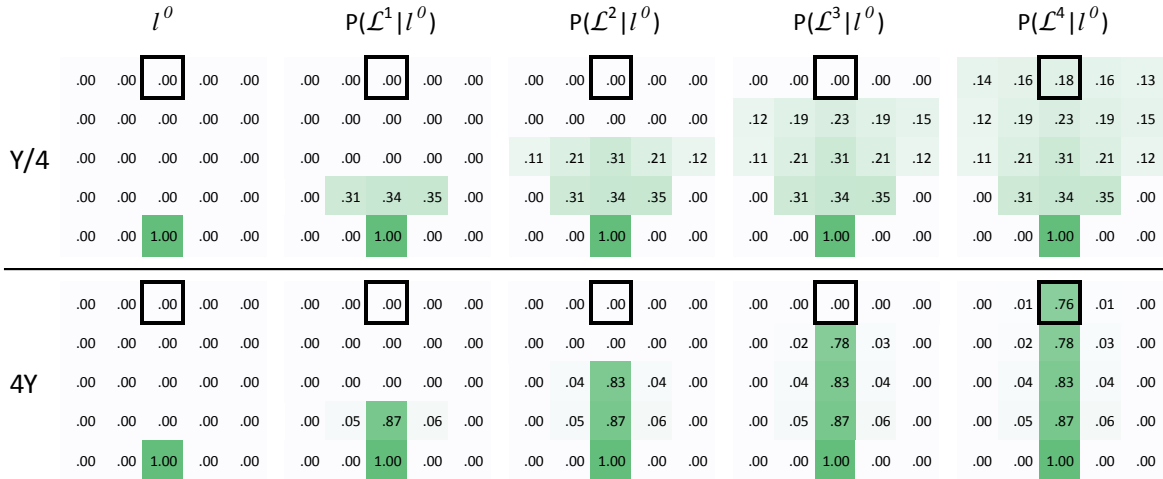 l⁰ P(ℒ¹|l⁰) P(ℒ²|l⁰) P(ℒ³|l⁰) P(ℒ⁴|l⁰)
.00 .00 .00 .00 .00 .00 .00 .00 .00 .00 .00 .00 .00 .00 .00 .00 .00 .00 .00 .00 .14 .16 .18 .16 .13
.00 .00 .00 .00 .00 .00 .00 .00 .00 .00 .00 .00 .00 .00 .00 .12 .19 .23 .19 .15 .12 .19 .23 .19 .15
Y/4 .00 .00 .00 .00 .00 .00 .00 .00 .00 .00 .11 .21 .31 .21 .12 .11 .21 .31 .21 .12 .11 .21 .31 .21 .12
.00 .00 .00 .00 .00 .00 .31 .34 .35 .00 .00 .31 .34 .35 .00 .00 .31 .34 .35 .00 .00 .31 .34 .35 .00
.00 .00 1.00 .00 .00 .00 .00 1.00 .00 .00 .00 .00 1.00 .00 .00 .00 .00 1.00 .00 .00 .00 .00 1.00 .00 .00
.00 .00 .00 .00 .00 .00 .00 .00 .00 .00 .00 .00 .00 .00 .00 .00 .00 .00 .00 .00 .00 .01 .76 .01 .00
.00 .00 .00 .00 .00 .00 .00 .00 .00 .00 .00 .00 .00 .00 .00 .00 .02 .78 .03 .00 .00 .02 .78 .03 .00
4Y .00 .00 .00 .00 .00 .00 .00 .00 .00 .00 .00 .04 .83 .04 .00 .00 .04 .83 .04 .00 .00 .04 .83 .04 .00
.00 .00 .00 .00 .00 .00 .05 .87 .06 .00 .00 .05 .87 .06 .00 .00 .05 .87 .06 .00 .00 .05 .87 .06 .00
.00 .00 1.00 .00 .00 .00 .00 1.00 .00 .00 .00 .00 1.00 .00 .00 .00 .00 1.00 .00 .00 .00 .00 1.00 .00 .00